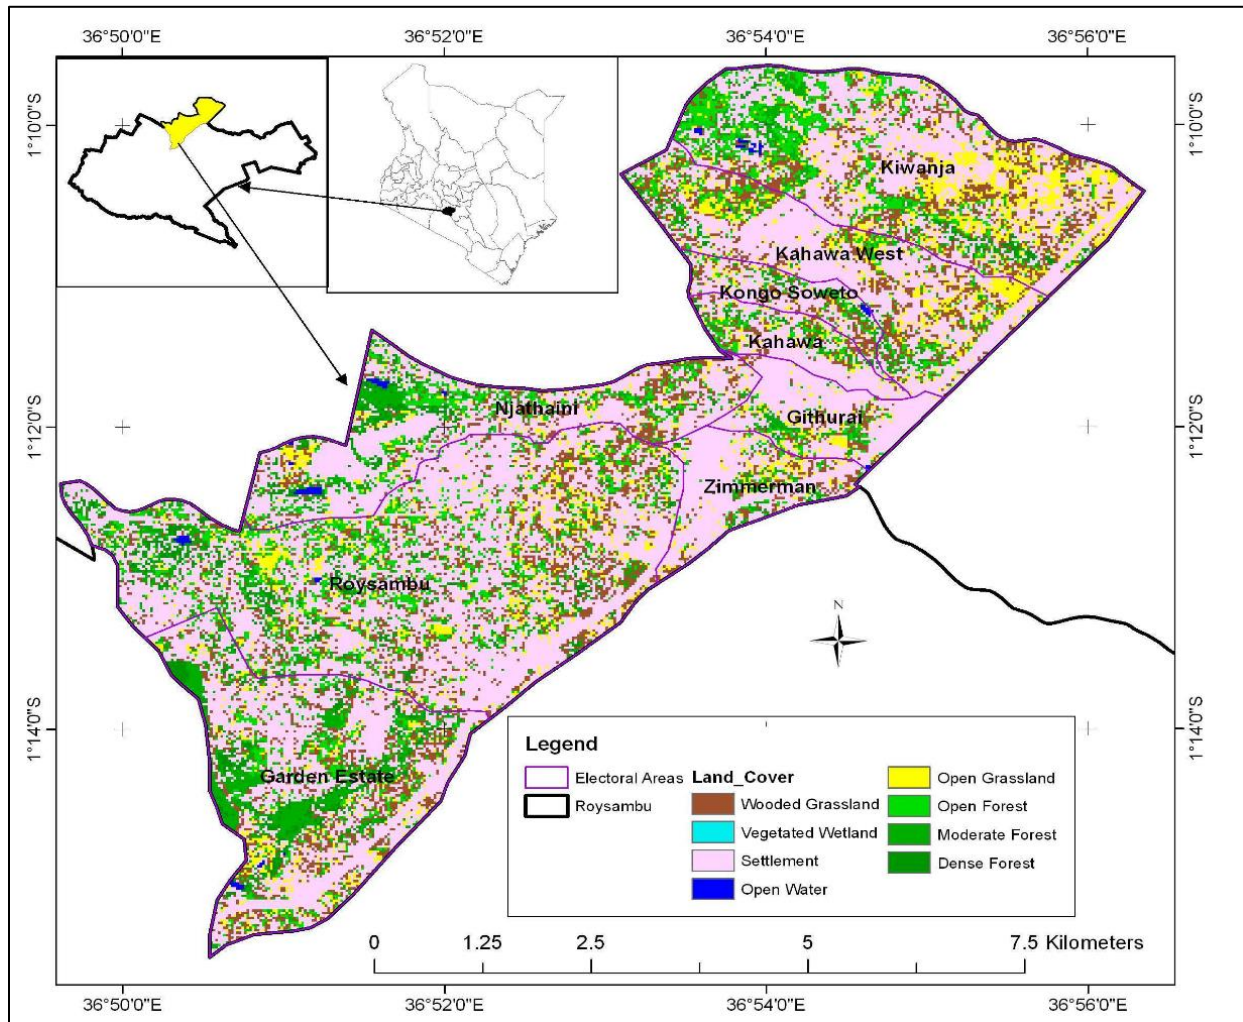 36°50'0"E 36°52'0"E 36°54'0"E 36°56'0"E
1°10'0"S
1°10'0"S
Kiwanja
Kahawa West
Kongo Soweto
Kahawa
Njathaini
Githurai
1°12'0"S
1°12'0"S
Zimmerman
Roysambu
N
1°14'0"S
1°14'0"S
Garden Estate
Legend
Electoral Areas
Roysambu
Land_Cover
Wooded Grassland
Vegetated Wetland
Settlement
Open Water
Open Grassland
Open Forest
Moderate Forest
Dense Forest
0 1.25 2.5 5 7.5 Kilometers
36°50'0"E 36°52'0"E 36°54'0"E 36°56'0"E